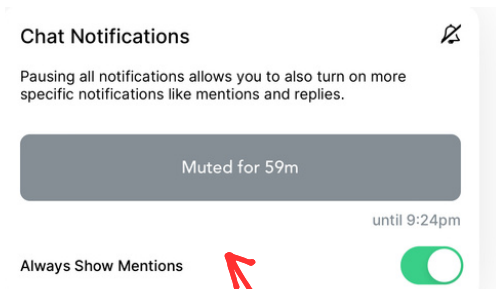 Chat Notifications
Pausing all notifications allows you to also turn on more
specific notifications like mentions and replies.
Muted for 59m
until 9:24pm
Always Show Mentions